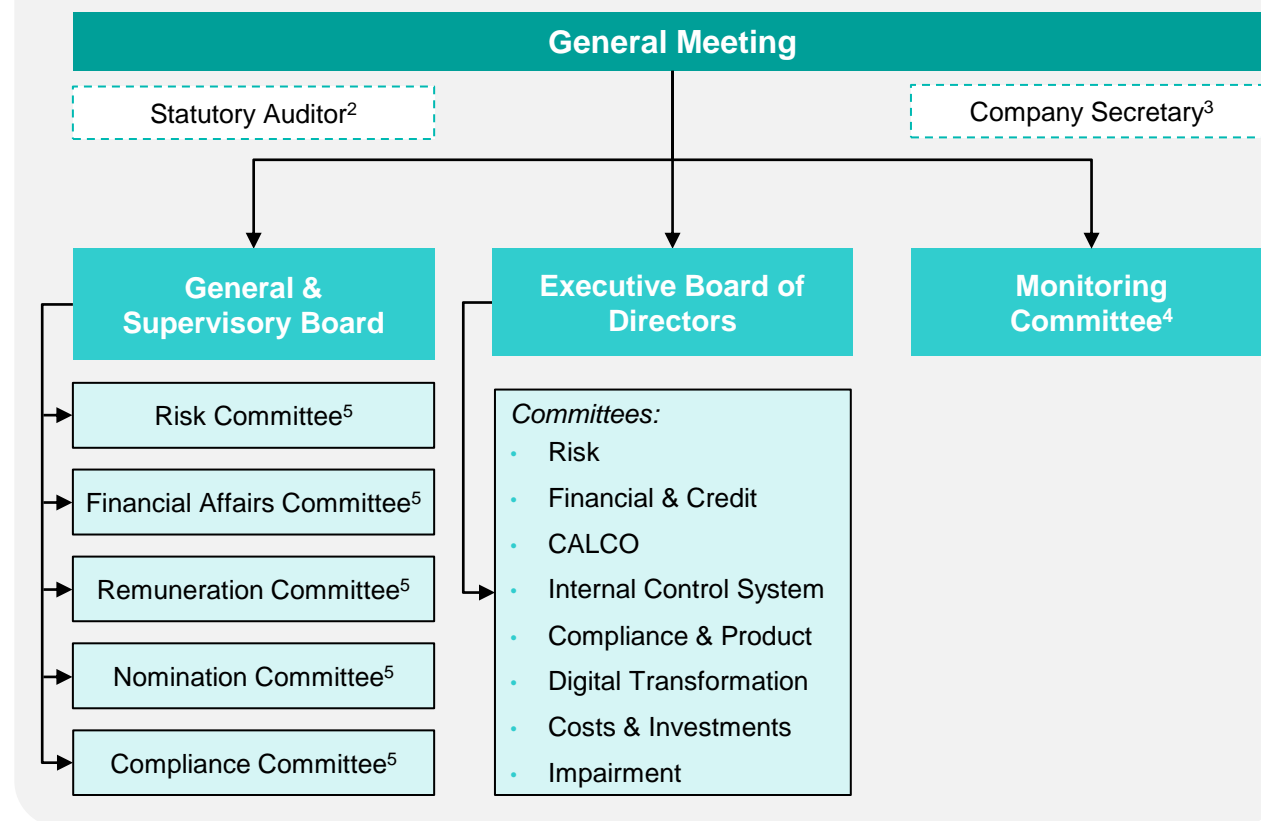 General Meeting
Statutory Auditor²
Company Secretary³
General &
Supervisory Board
Executive Board of
Directors
Monitoring
Committee⁴
Risk Committee⁵
Financial Affairs Committee⁵
Remuneration Committee⁵
Nomination Committee⁵
Compliance Committee⁵
Committees:
• Risk
• Financial & Credit
• CALCO
• Internal Control System
• Compliance & Product
• Digital Transformation
• Costs & Investments
• Impairment